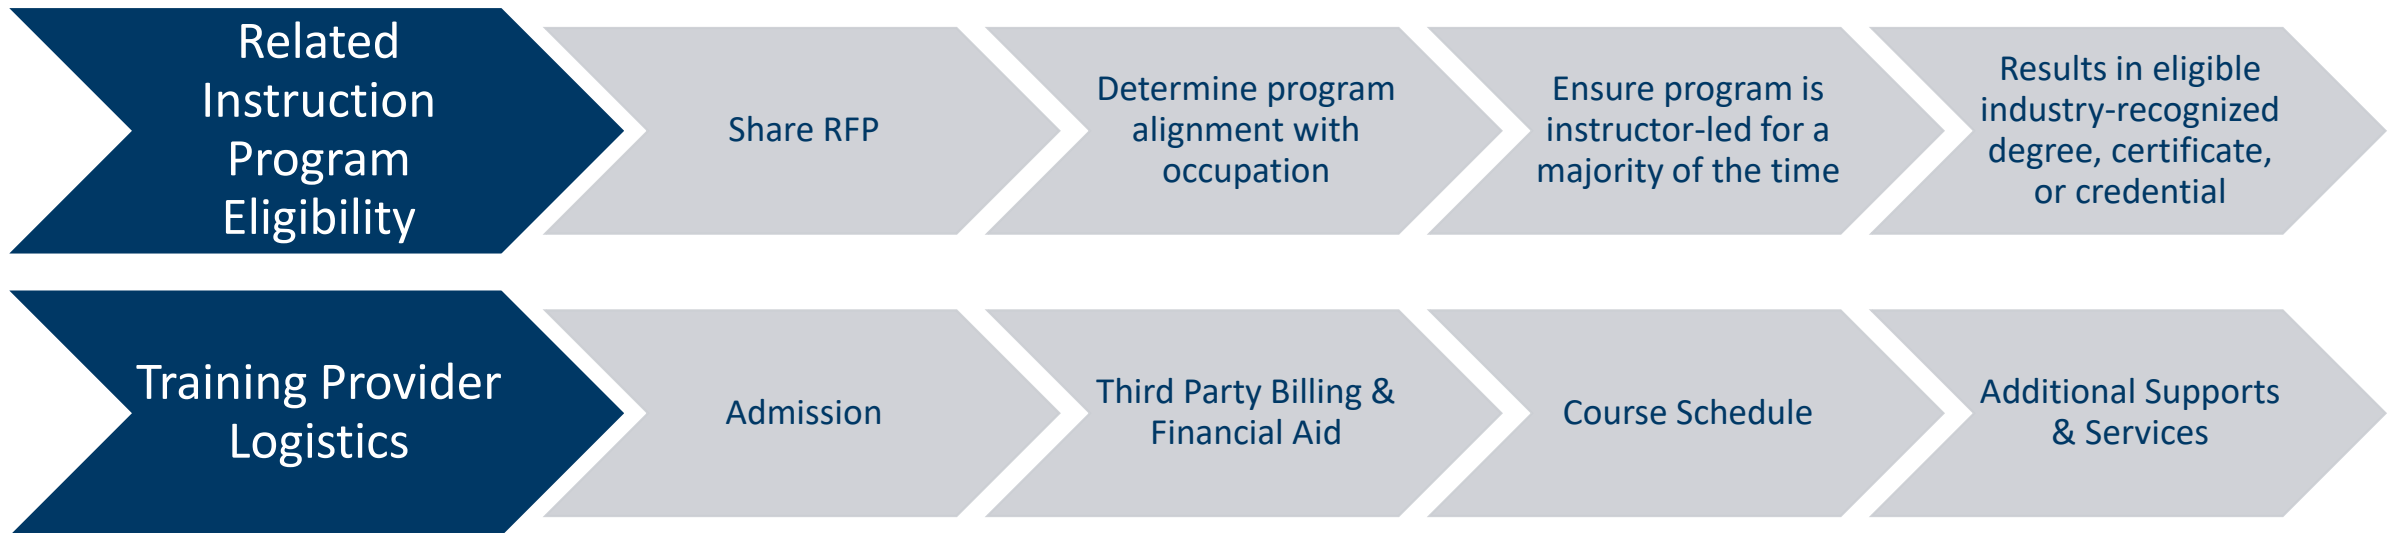 Related
Instruction
Program
Eligibility
Share RFP
Determine program
alignment with
occupation
Ensure program is
instructor-led for a
majority of the time
Results in eligible
industry-recognized
degree, certificate,
or credential
Training Provider
Logistics
Admission
Third Party Billing &
Financial Aid
Course Schedule
Additional Supports
& Services